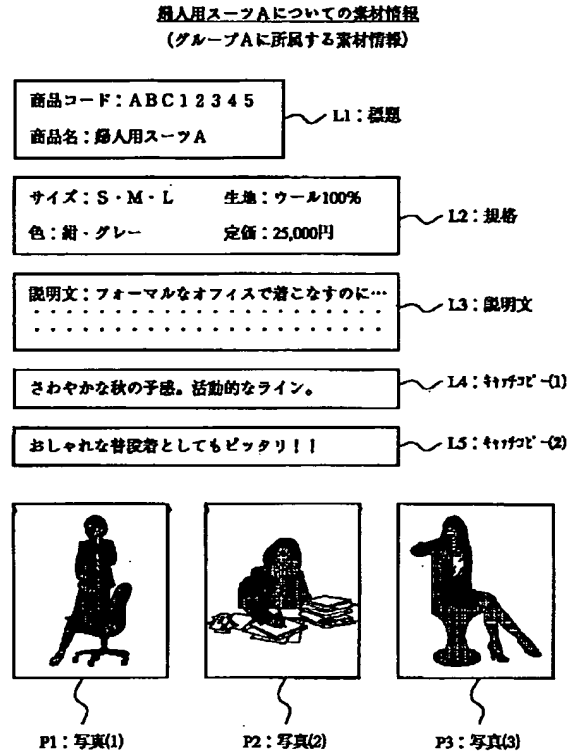 婦人用スーツAについての素材情報
(グループAに所属する素材情報)
商品コード：ABC12345
商品名：婦人用スーツA
L1：標題
サイズ：S・M・L　生地：ウール100%
色：紺・グレー　定価：25,000円
L2：規格
説明文：フォーマルなオフィスで着こなすのに…
・・・・・・・・・・・・・・・・・・・・・
・・・・・・・・・・・・・・・・・・・・・
L3：説明文
さわやかな秋の予感。活動的なライン。
L4：ｷｬｯﾁｺﾋﾟｰ(1)
おしゃれな普段着としてもピッタリ！！
L5：ｷｬｯﾁｺﾋﾟｰ(2)
P1：写真(1)
P2：写真(2)
P3：写真(3)